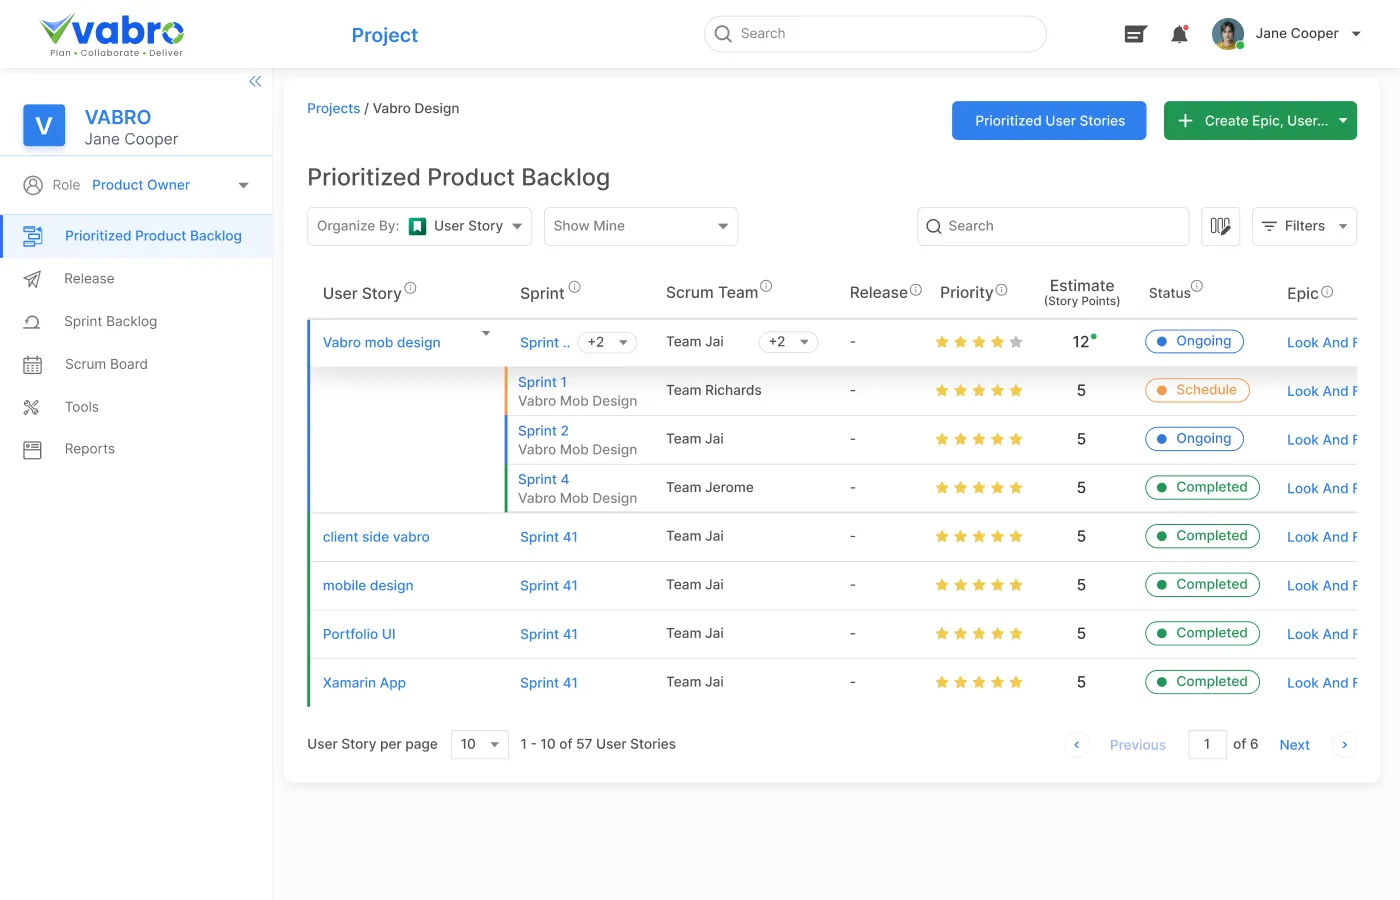 vabro
Plan • Collaborate • Deliver
Project
Search
Jane Cooper
V
VABRO
Jane Cooper
Role Product Owner
Prioritized Product Backlog
Release
Sprint Backlog
Scrum Board
Tools
Reports
Projects / Vabro Design
Prioritized User Stories
+ Create Epic, User...
Prioritized Product Backlog
Organize By: User Story
Show Mine
Search
Filters
User Story Sprint Scrum Team Release Priority Estimate (Story Points) Status Epic
Vabro mob design Sprint .. +2 Team Jai +2 - 12 Ongoing Look And F
Sprint 1 Team Richards - 5 Schedule Look And F
Vabro Mob Design
Sprint 2 Team Jai - 5 Ongoing Look And F
Vabro Mob Design
Sprint 4 Team Jerome - 5 Completed Look And F
Vabro Mob Design
client side vabro Sprint 41 Team Jai - 5 Completed Look And F
mobile design Sprint 41 Team Jai - 5 Completed Look And F
Portfolio UI Sprint 41 Team Jai - 5 Completed Look And F
Xamarin App Sprint 41 Team Jai - 5 Completed Look And F
User Story per page 10 1 - 10 of 57 User Stories
Previous 1 of 6 Next